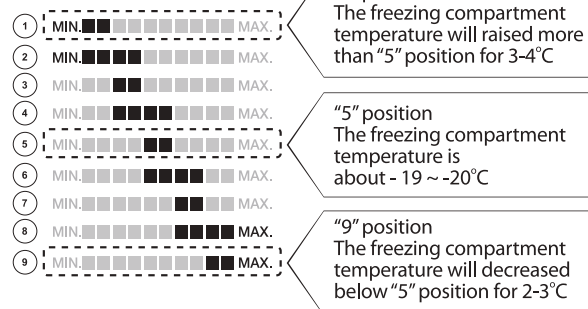 The freezing compartment
temperature will raised more
than “5” position for 3-4°C
1 MIN. MAX.
2 MIN. MAX.
3 MIN. MAX.
4 MIN. MAX.
5 MIN. MAX.
6 MIN. MAX.
7 MIN. MAX.
8 MIN. MAX.
9 MIN. MAX.
“5” position
The freezing compartment
temperature is
about - 19 ~ -20°C
“9” position
The freezing compartment
temperature will decreased
below “5” position for 2-3°C